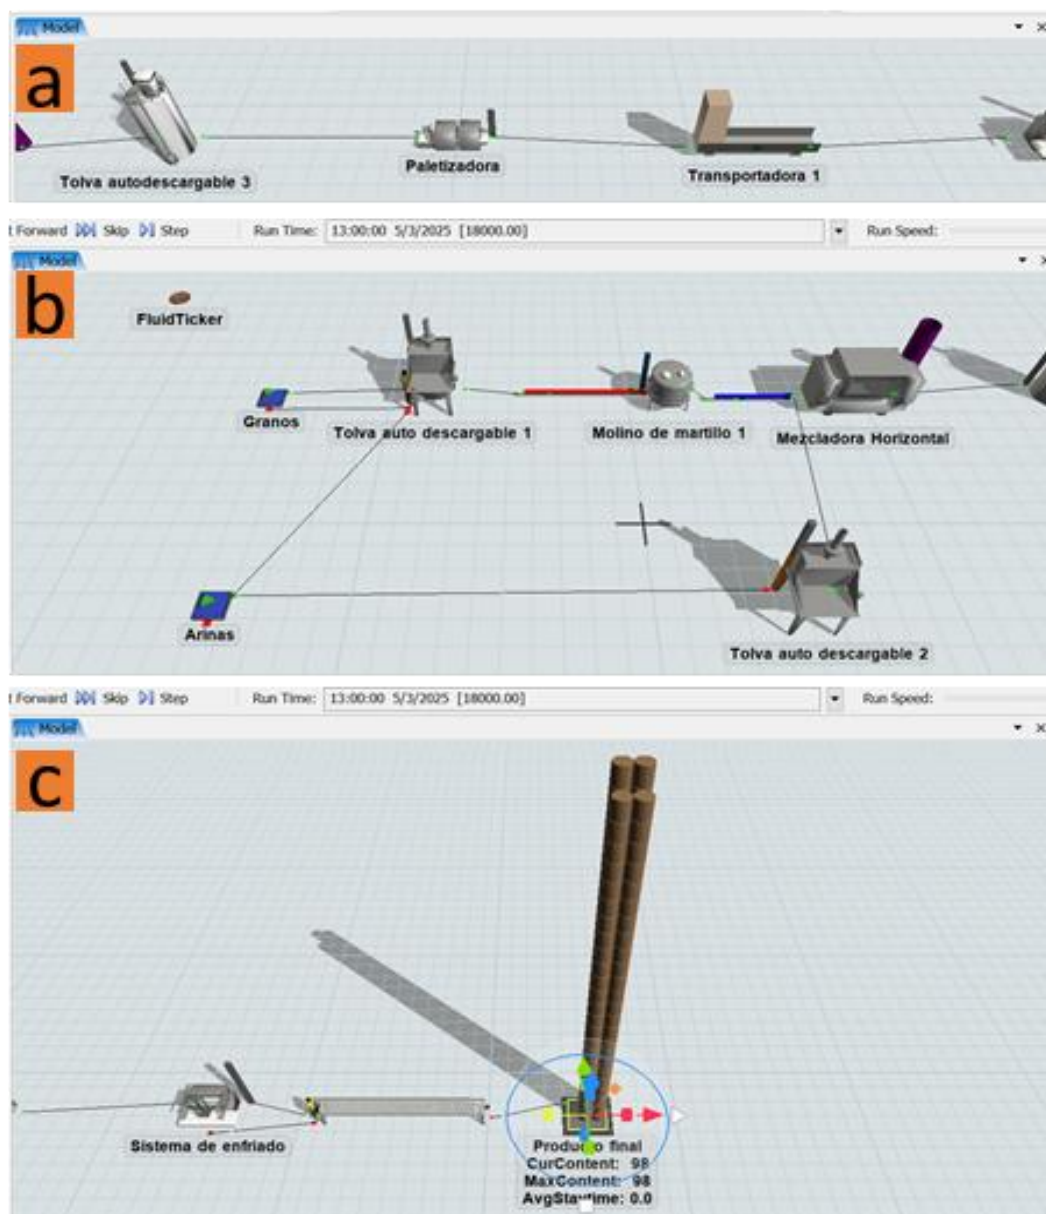 Model
a
Tolva autodescargable 3
Paletizadora
Transportadora 1
t Forward Skip Step Run Time: 13:00:00 5/3/2025 [18000.00] Run Speed:
Model
b
FluidTicker
Granos
Tolva auto descargable 1
Molino de martillo 1
Mezcladora Horizontal
Arinas
Tolva auto descargable 2
Forward Skip Step Run Time: 13:00:00 5/3/2025 [18000.00] Run Speed:
Model
c
Sistema de enfriado
Producto final
CurContent: 98
MaxContent: 98
AvgStaytime: 0.0